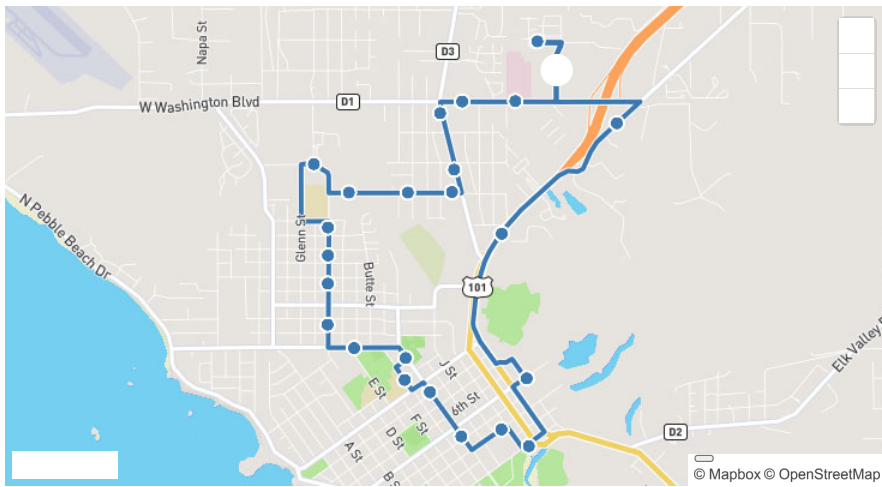 Napa St
D3
W Washington Blvd
D1
N Pebble Beach Dr
Glenn St
Butte St
101
Elk Valley R
J St
E St
6th St
F St
D St
A St
B S
D2
© Mapbox © OpenStreetMap